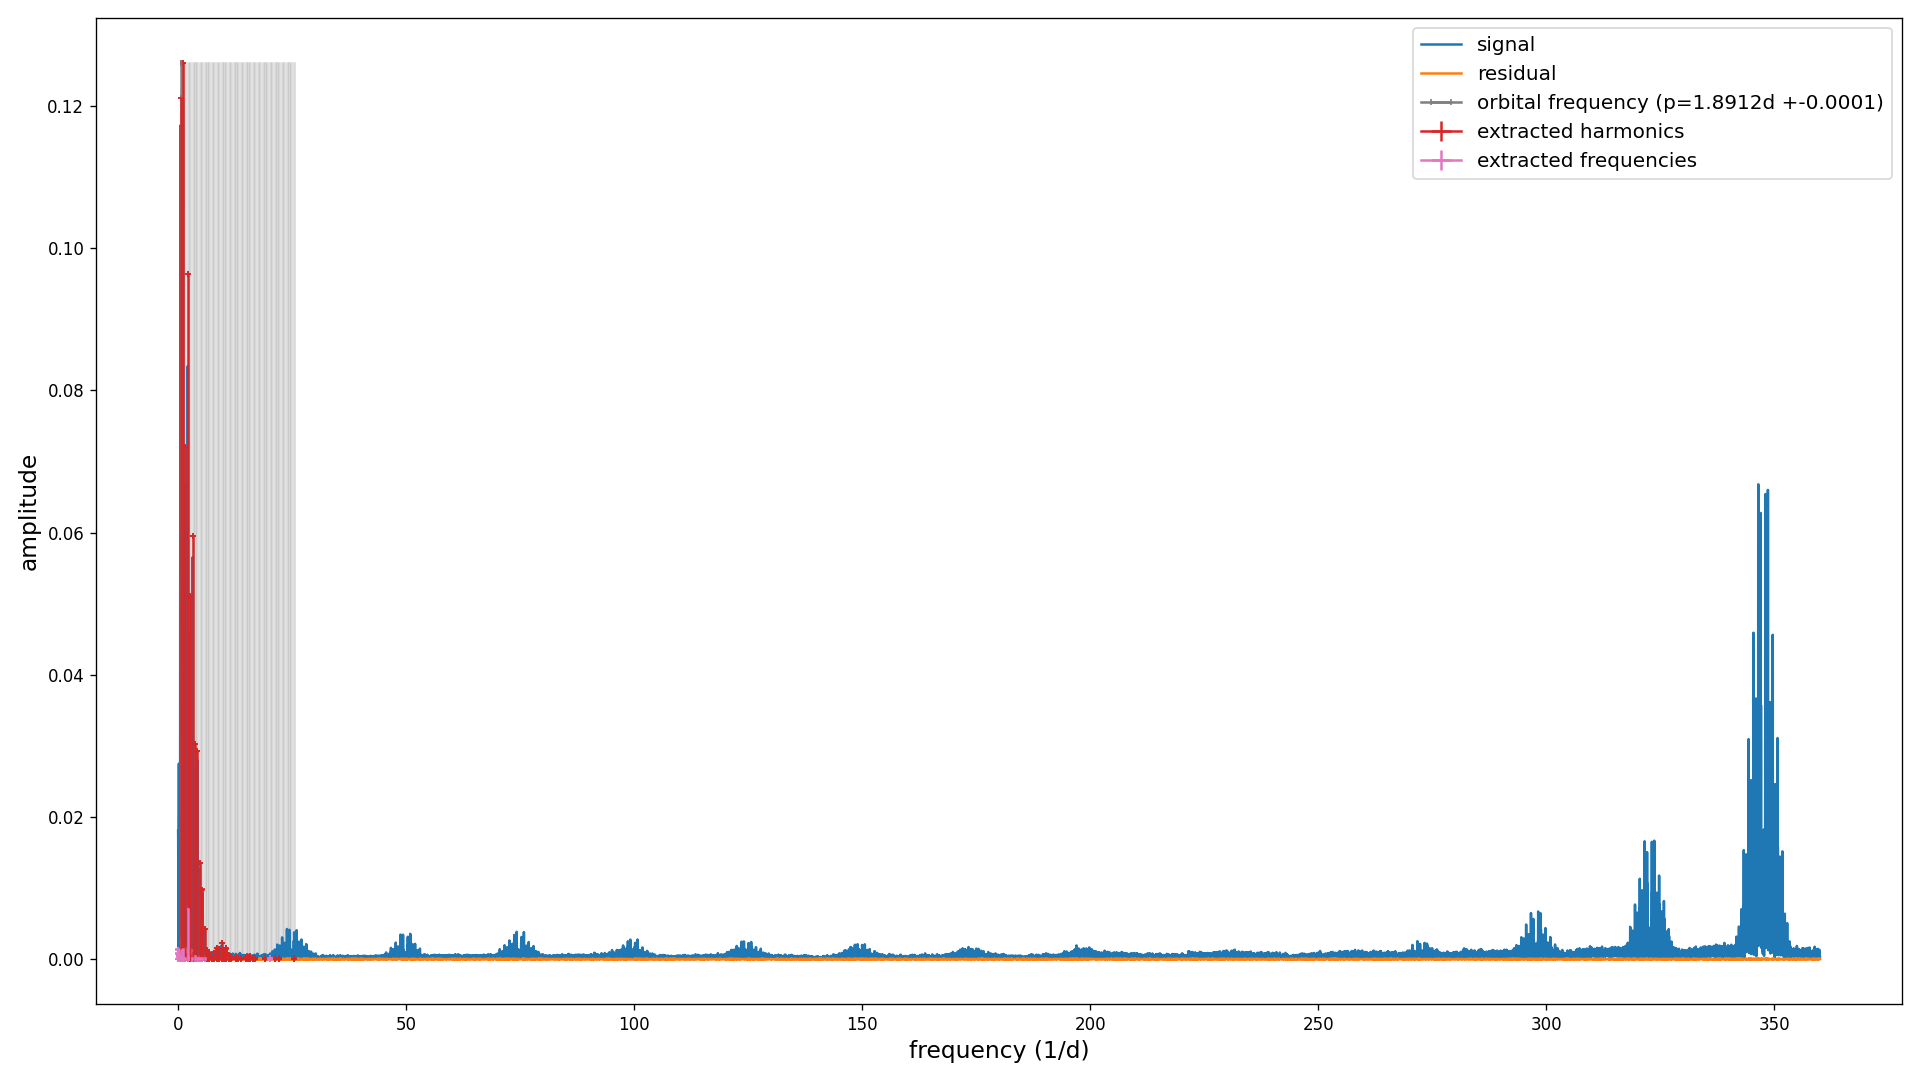 signal
residual
orbital frequency (p=1.8912d +-0.0001)
extracted harmonics
extracted frequencies
0.12
0.10
0.08
0.06
0.04
0.02
0.00
amplitude
0 50 100 150 200 250 300 350
frequency (1/d)